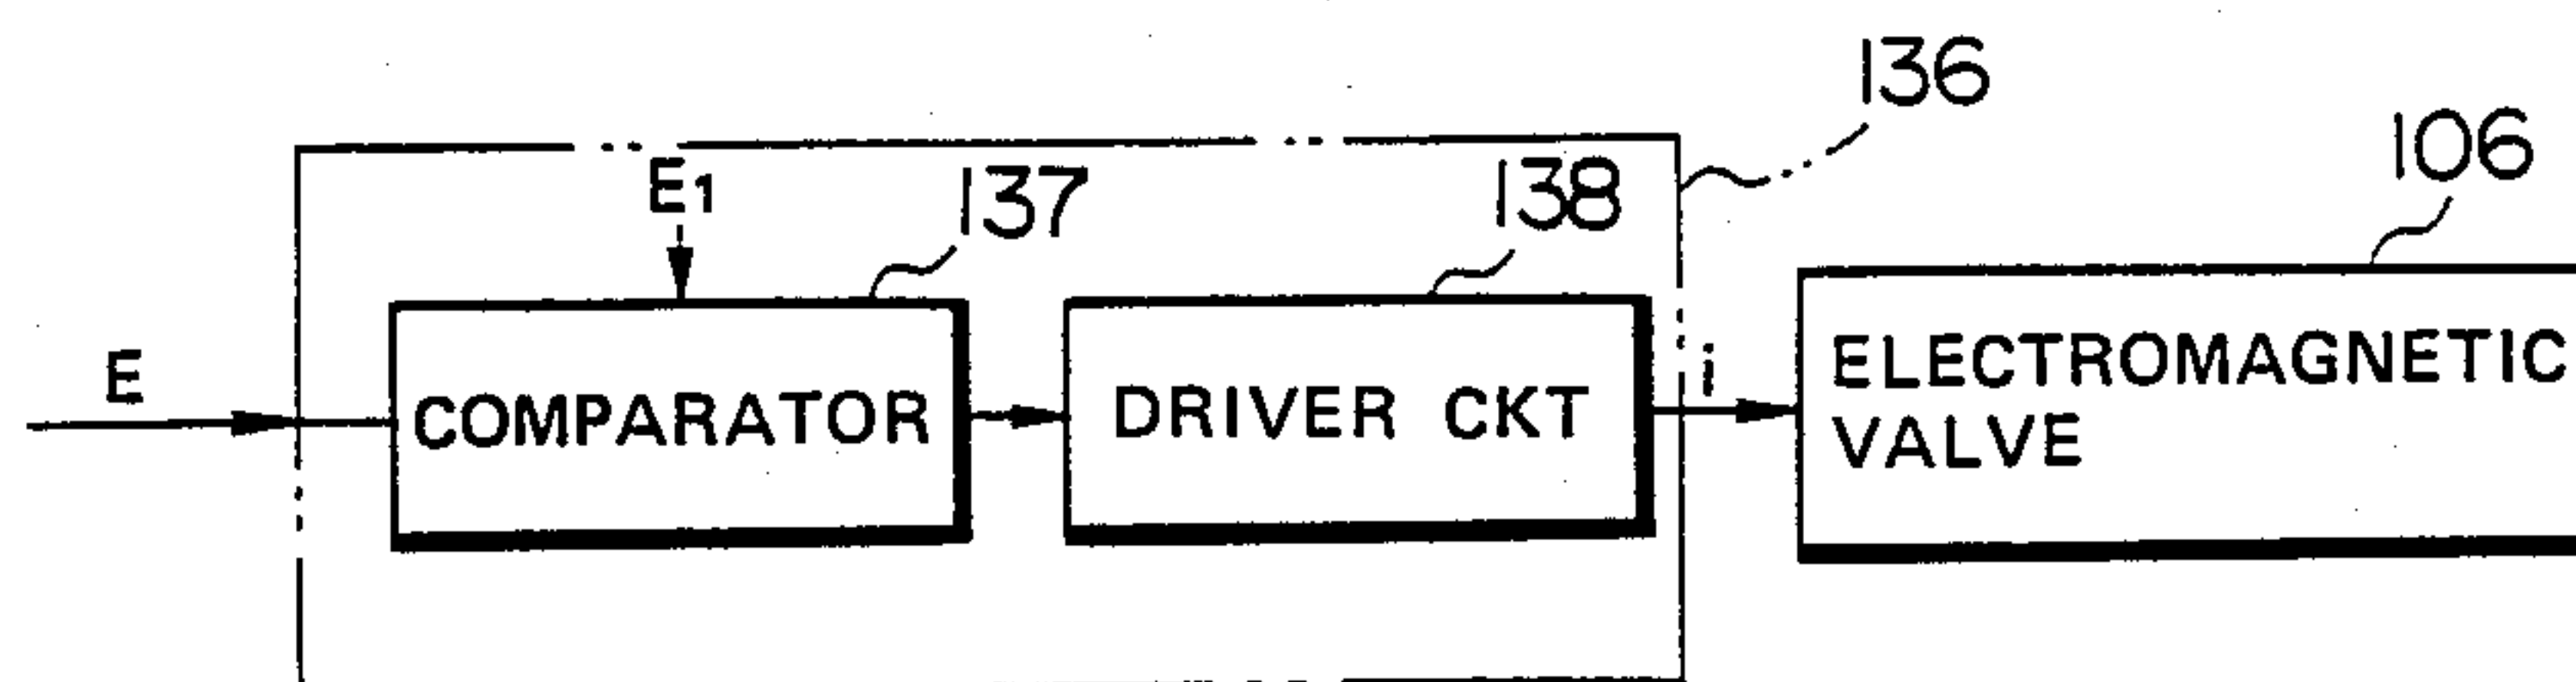 136
106
E1
137
138
E
COMPARATOR
DRIVER CKT
i
ELECTROMAGNETIC
VALVE